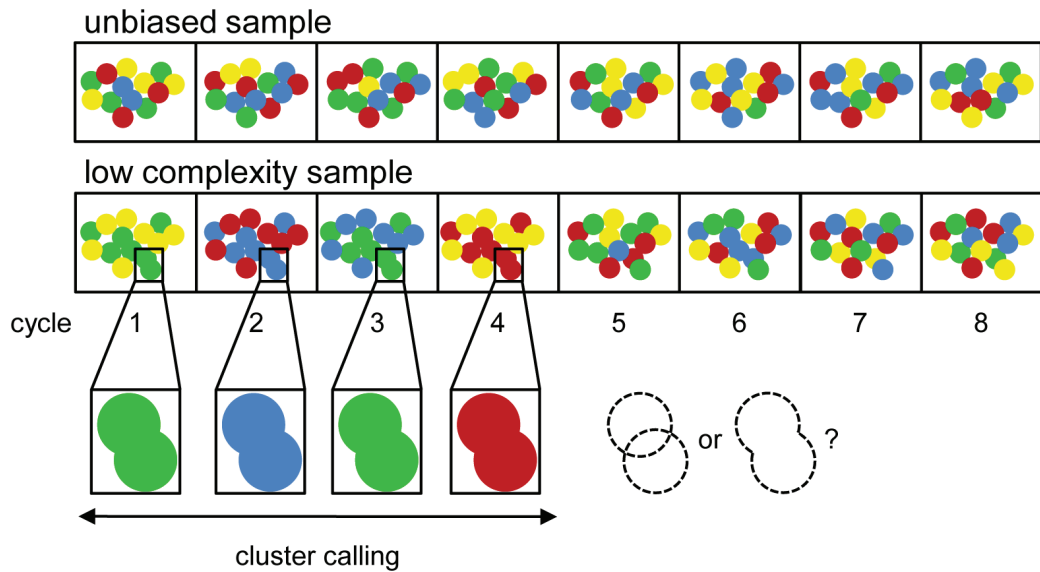 unbiased sample
low complexity sample
cycle 1 2 3 4 5 6 7 8
or ?
cluster calling